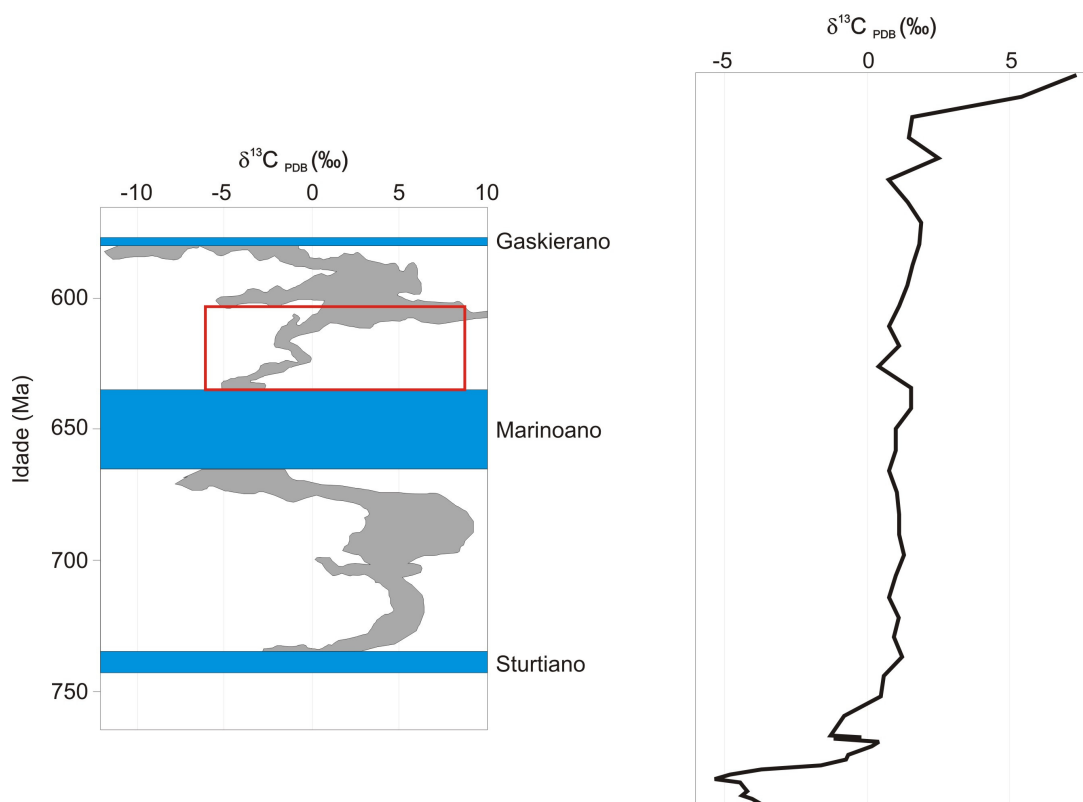 δ¹³C PDB (‰)
-10 -5 0 5 10
Gaskierano
600
Marinoano
650
700
Sturtiano
750
Idade (Ma)
δ¹³C PDB (‰)
-5 0 5